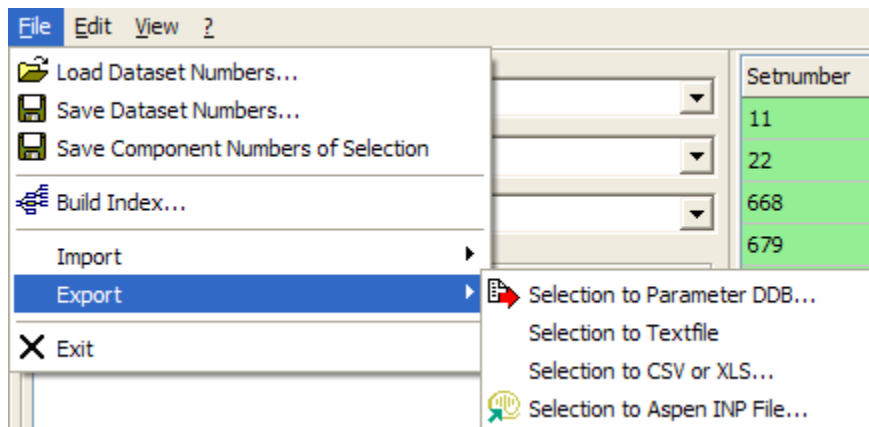 File Edit View ?
Load Dataset Numbers...
Save Dataset Numbers...
Save Component Numbers of Selection
Build Index...
Import
Export
Exit
Selection to Parameter DDB...
Selection to Textfile
Selection to CSV or XLS...
Selection to Aspen INP File...
Setnumber
11
22
668
679